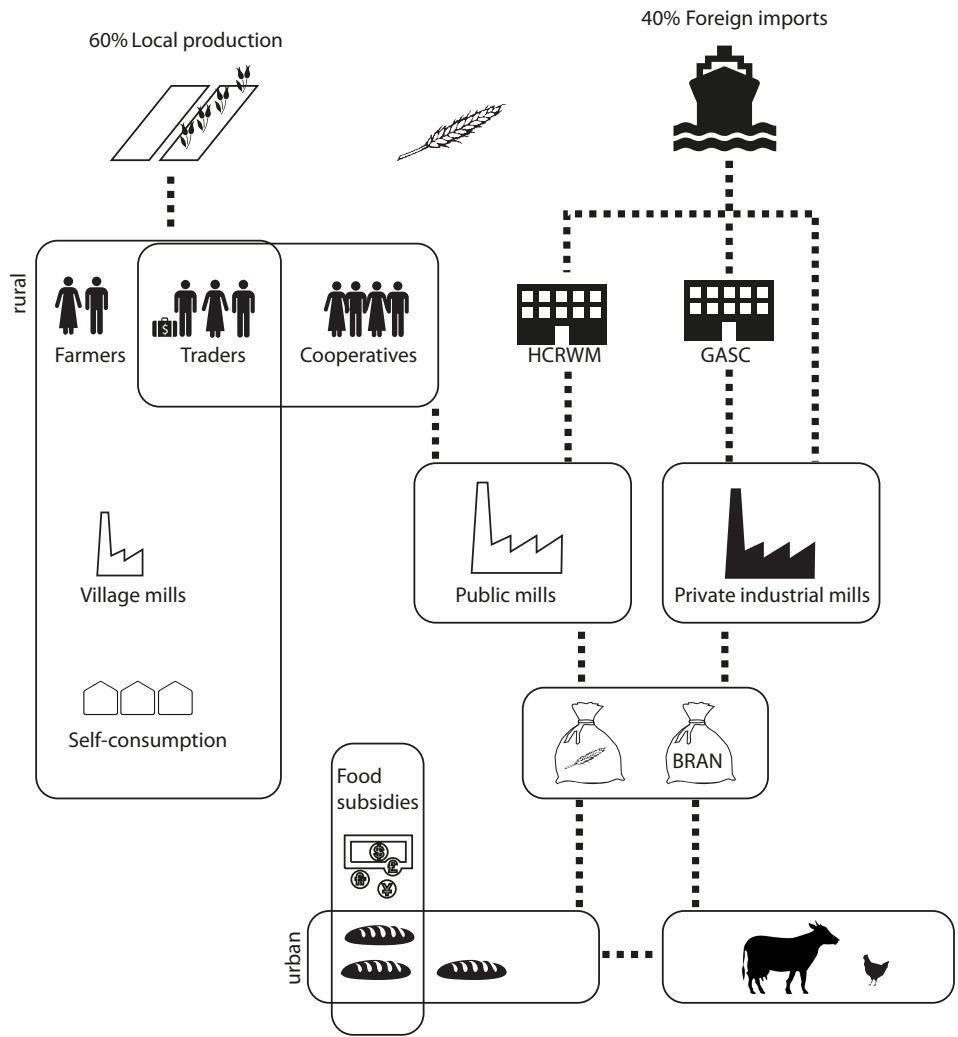 40% Foreign imports
60% Local production
rural
Farmers
Traders
Cooperatives
HCRWM
GASC
Village mills
Public mills
Private industrial mills
Self-consumption
BRAN
Food
subsidies
$
£
¥
urban